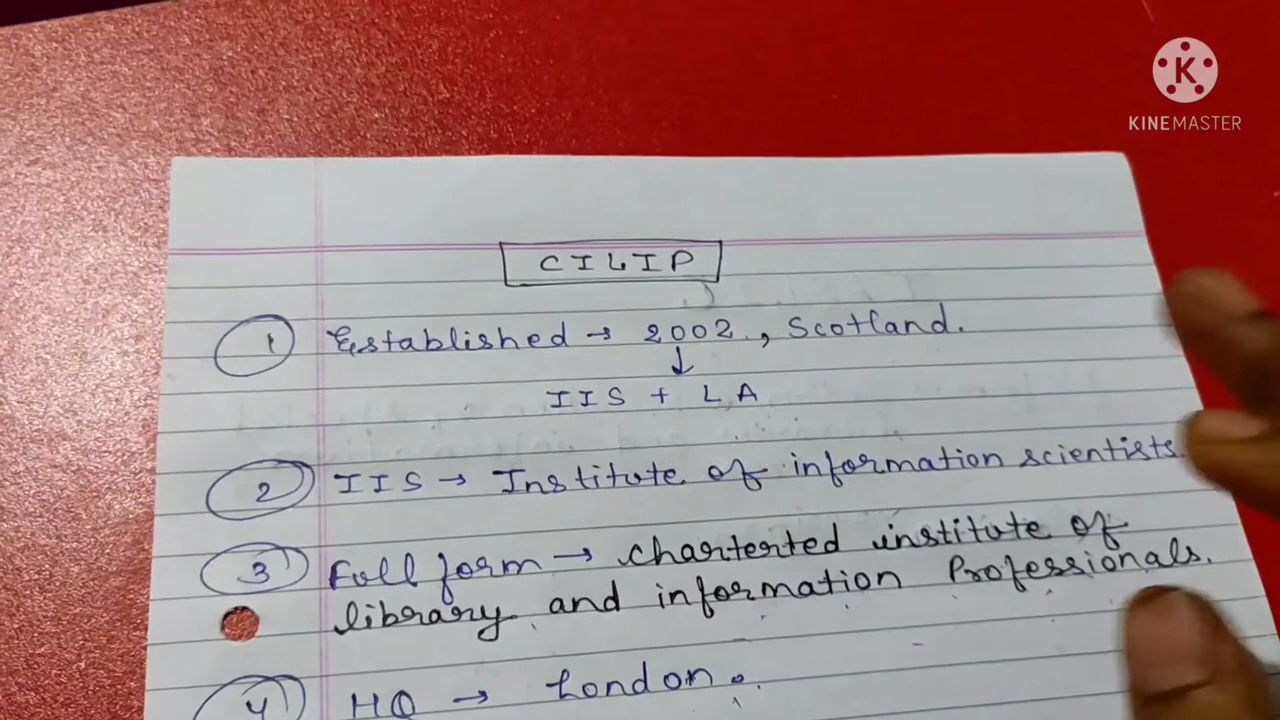 K
KINEMASTER
CILIP
1 Established → 2002., Scotland.
↓
IIS + LA
2 IIS → Institute of information scientists.
3 Full form → charterted institute of
library and information Professionals.
4 HQ → London.